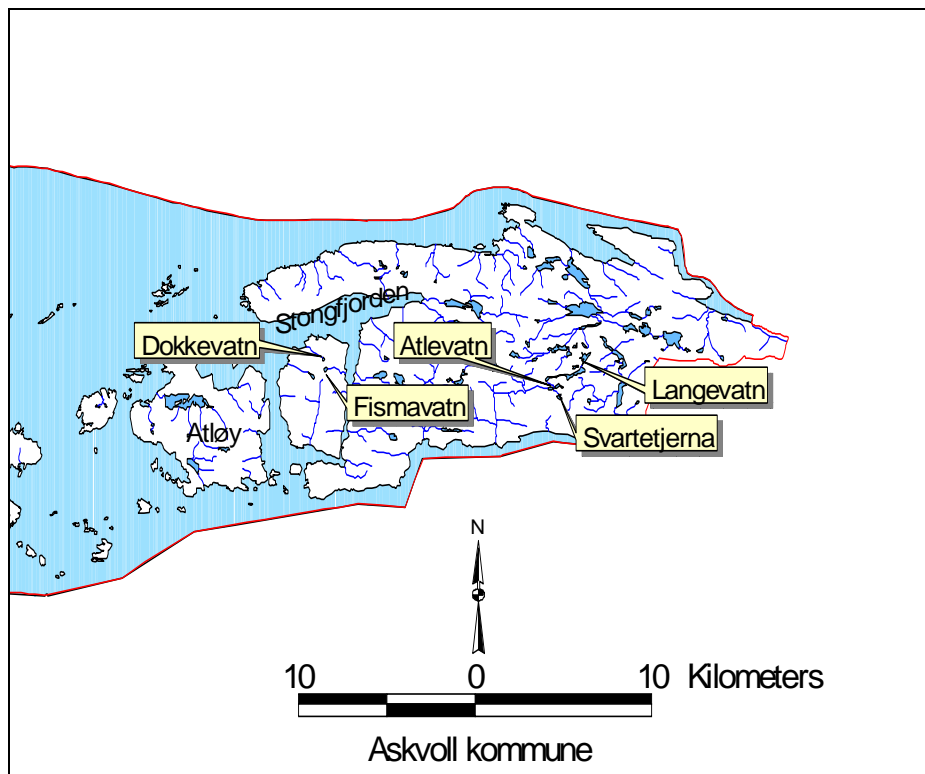 Stongfjorden
Dokkevatn
Atlevatn
Langevatn
Fismavatn
Atløy
Svartetjerna
N
10 0 10 Kilometers
Askvoll kommune